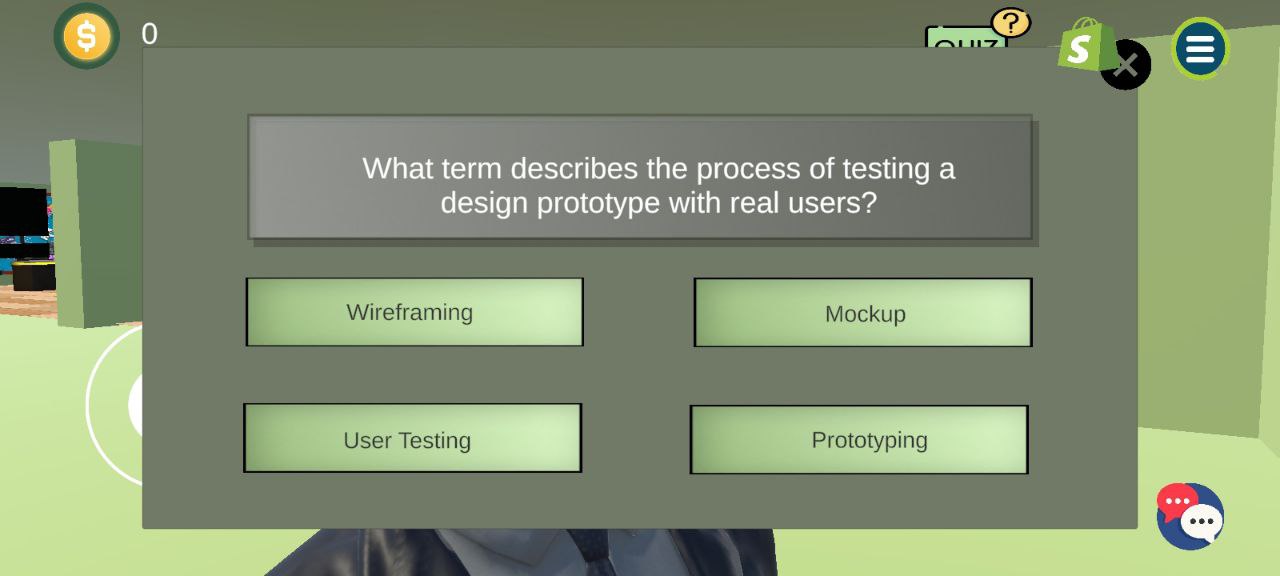 0
?
QUIZ
What term describes the process of testing a
design prototype with real users?
Wireframing
Mockup
User Testing
Prototyping